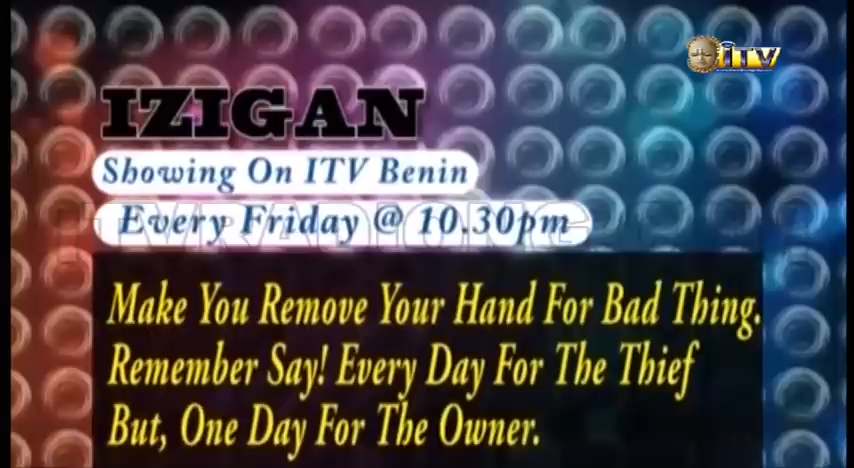 iTV
IZIGAN
Showing On ITV Benin
Every Friday @ 10.30pm
ITVRADIONG
Make You Remove Your Hand For Bad Thing.
Remember Say! Every Day For The Thief
But, One Day For The Owner.